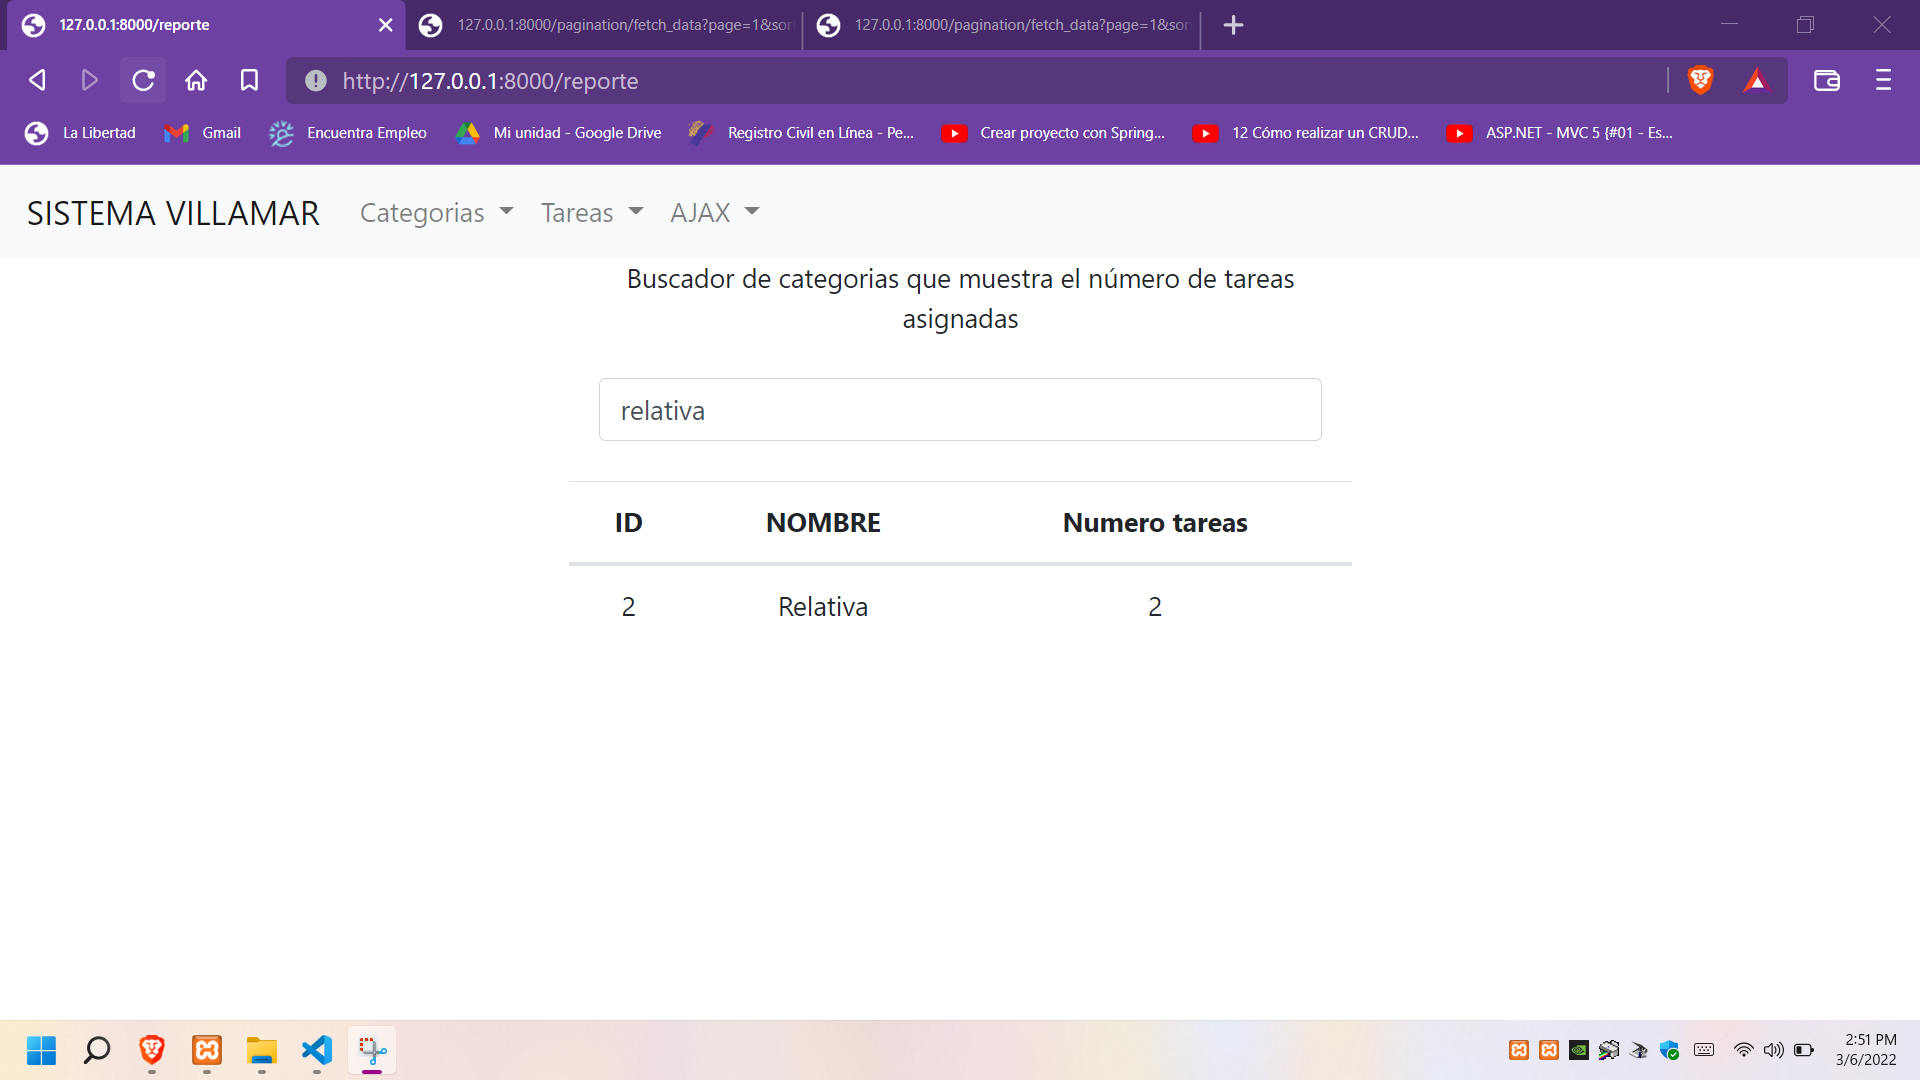 127.0.0.1:8000/reporte
127.0.0.1:8000/pagination/fetch_data?page=1&sor
127.0.0.1:8000/pagination/fetch_data?page=1&sor
http://127.0.0.1:8000/reporte
La Libertad
Gmail
Encuentra Empleo
Mi unidad - Google Drive
Registro Civil en Línea - Pe...
Crear proyecto con Spring...
12 Cómo realizar un CRUD...
ASP.NET - MVC 5 {#01 - Es...
SISTEMA VILLAMAR
Categorias
Tareas
AJAX
Buscador de categorias que muestra el número de tareas
asignadas
relativa
ID NOMBRE Numero tareas
2 Relativa 2
2:51 PM
3/6/2022